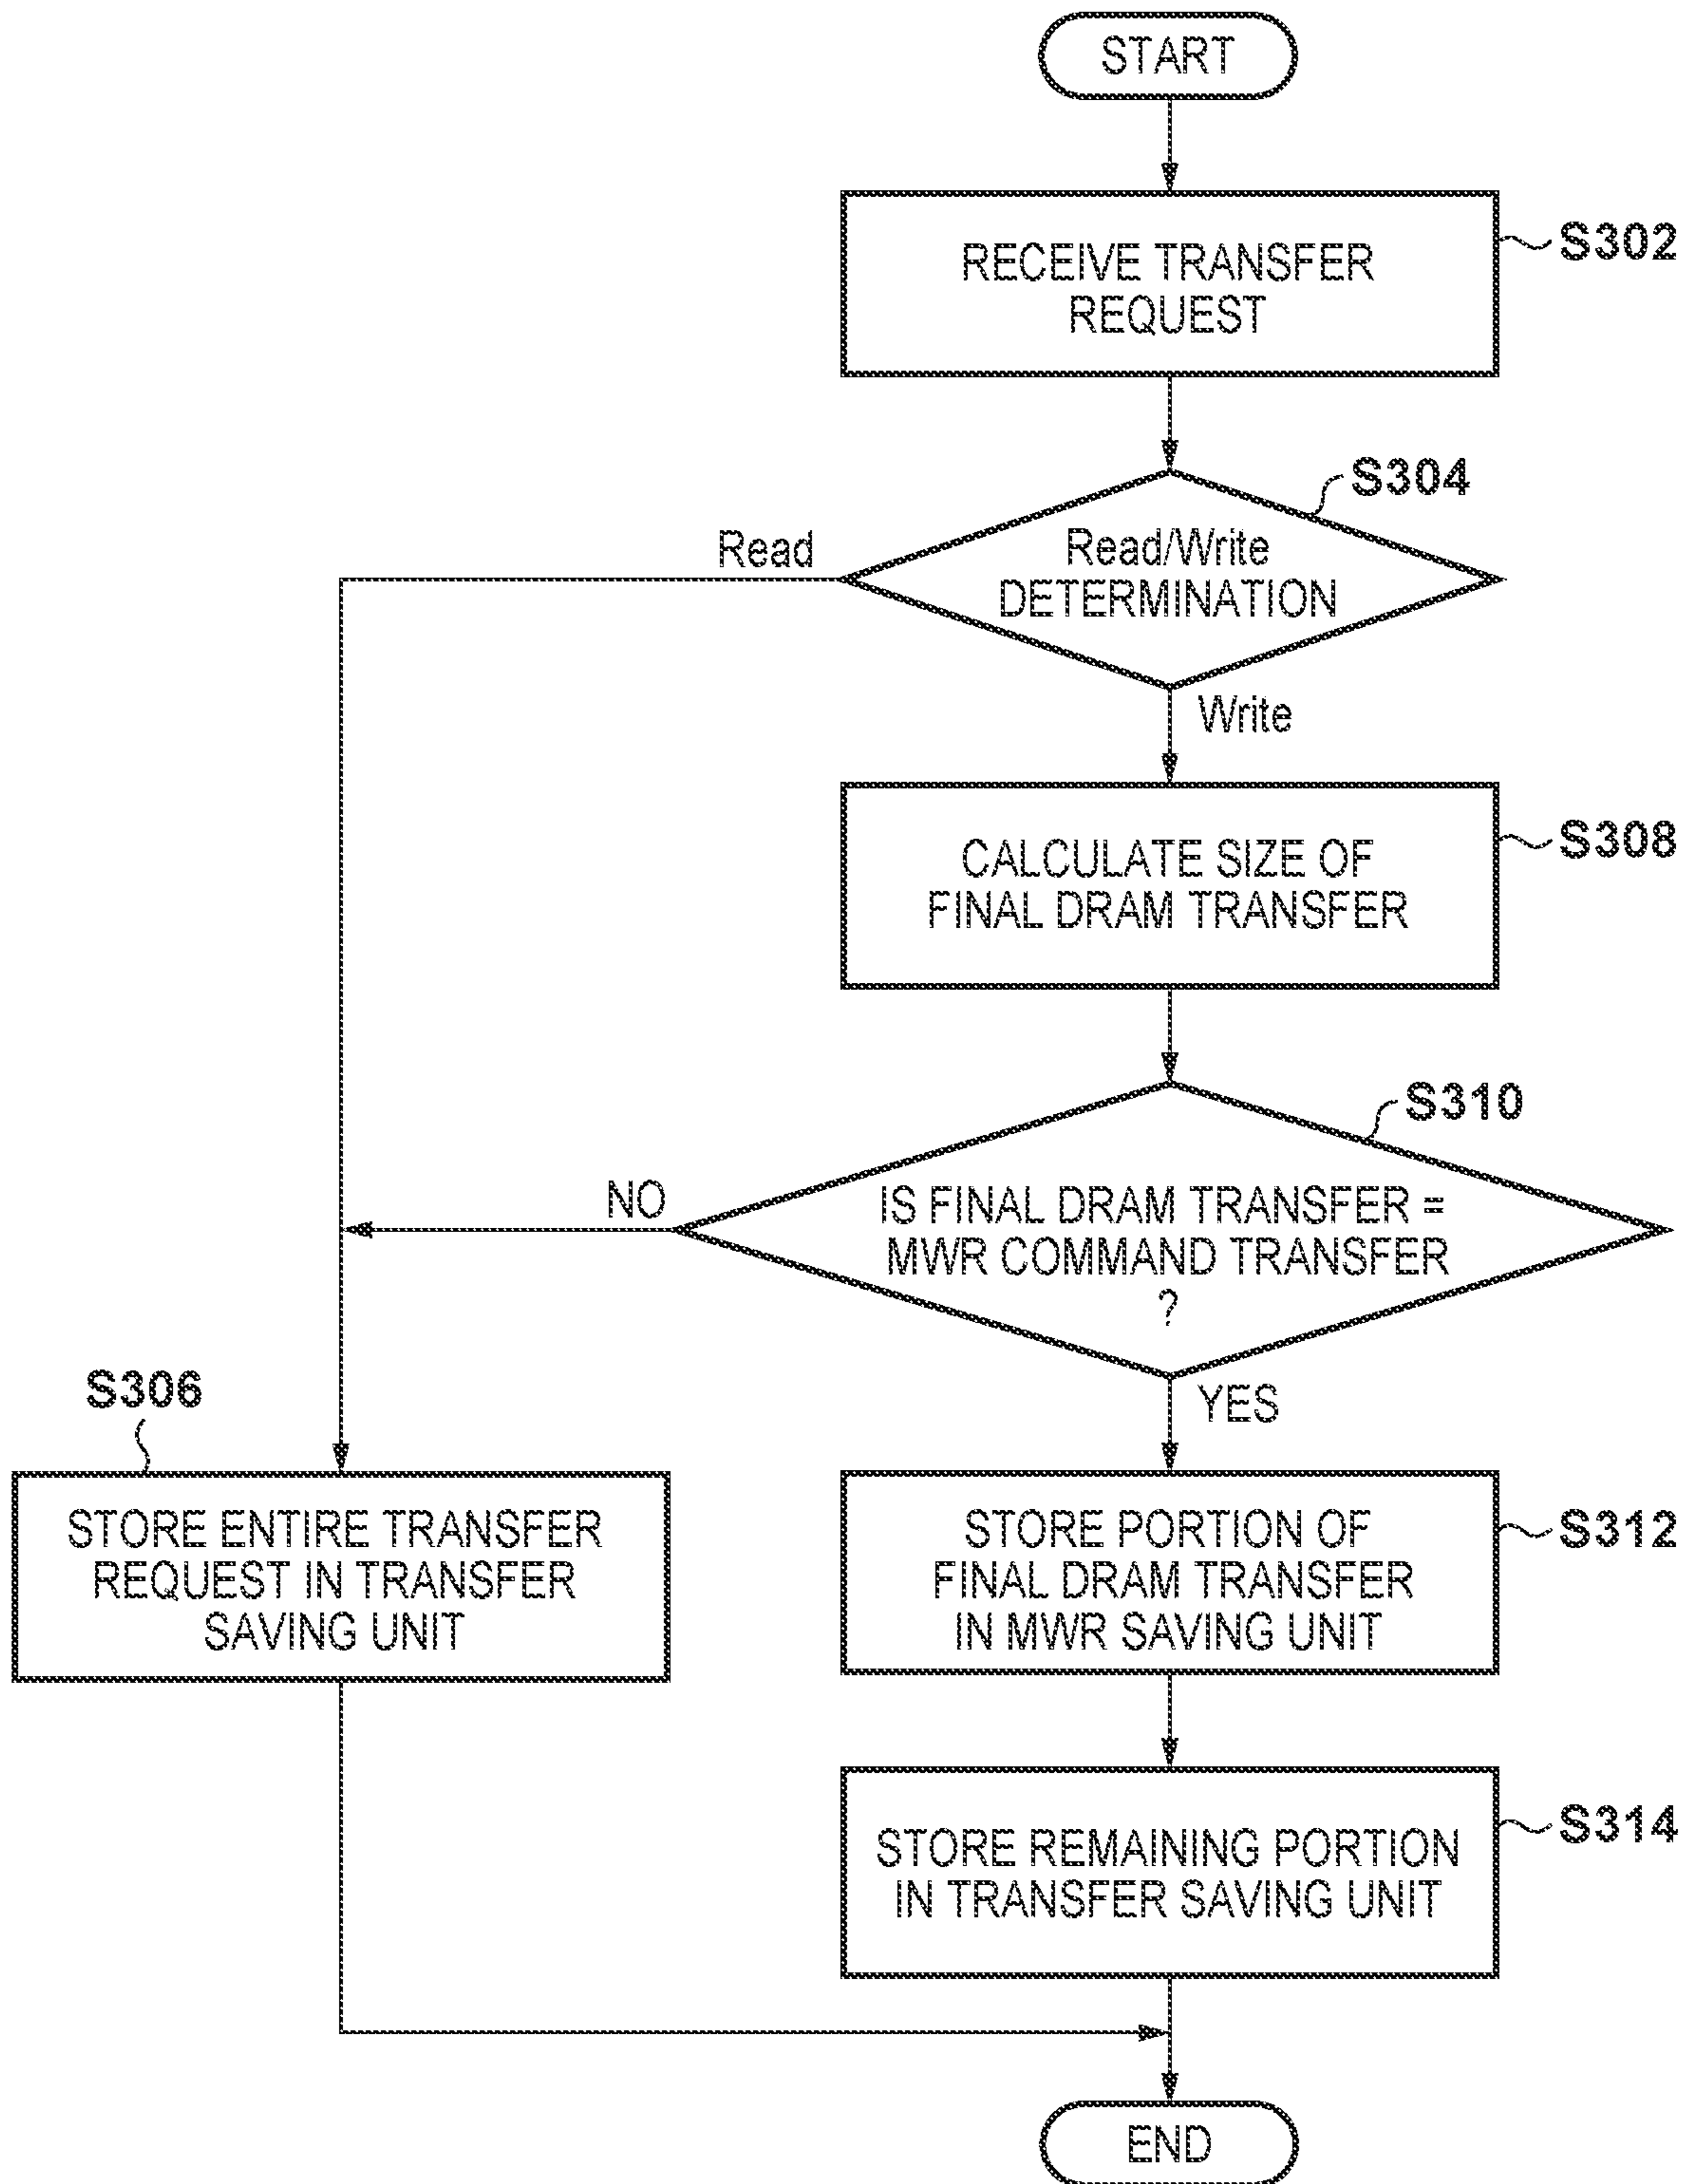 START
RECEIVE TRANSFER
REQUEST
S302
S304
Read/Write
DETERMINATION
Read
Write
CALCULATE SIZE OF
FINAL DRAM TRANSFER
S308
S310
IS FINAL DRAM TRANSFER =
MWR COMMAND TRANSFER
?
NO
YES
S306
STORE ENTIRE TRANSFER
REQUEST IN TRANSFER
SAVING UNIT
STORE PORTION OF
FINAL DRAM TRANSFER
IN MWR SAVING UNIT
S312
STORE REMAINING PORTION
IN TRANSFER SAVING UNIT
S314
END